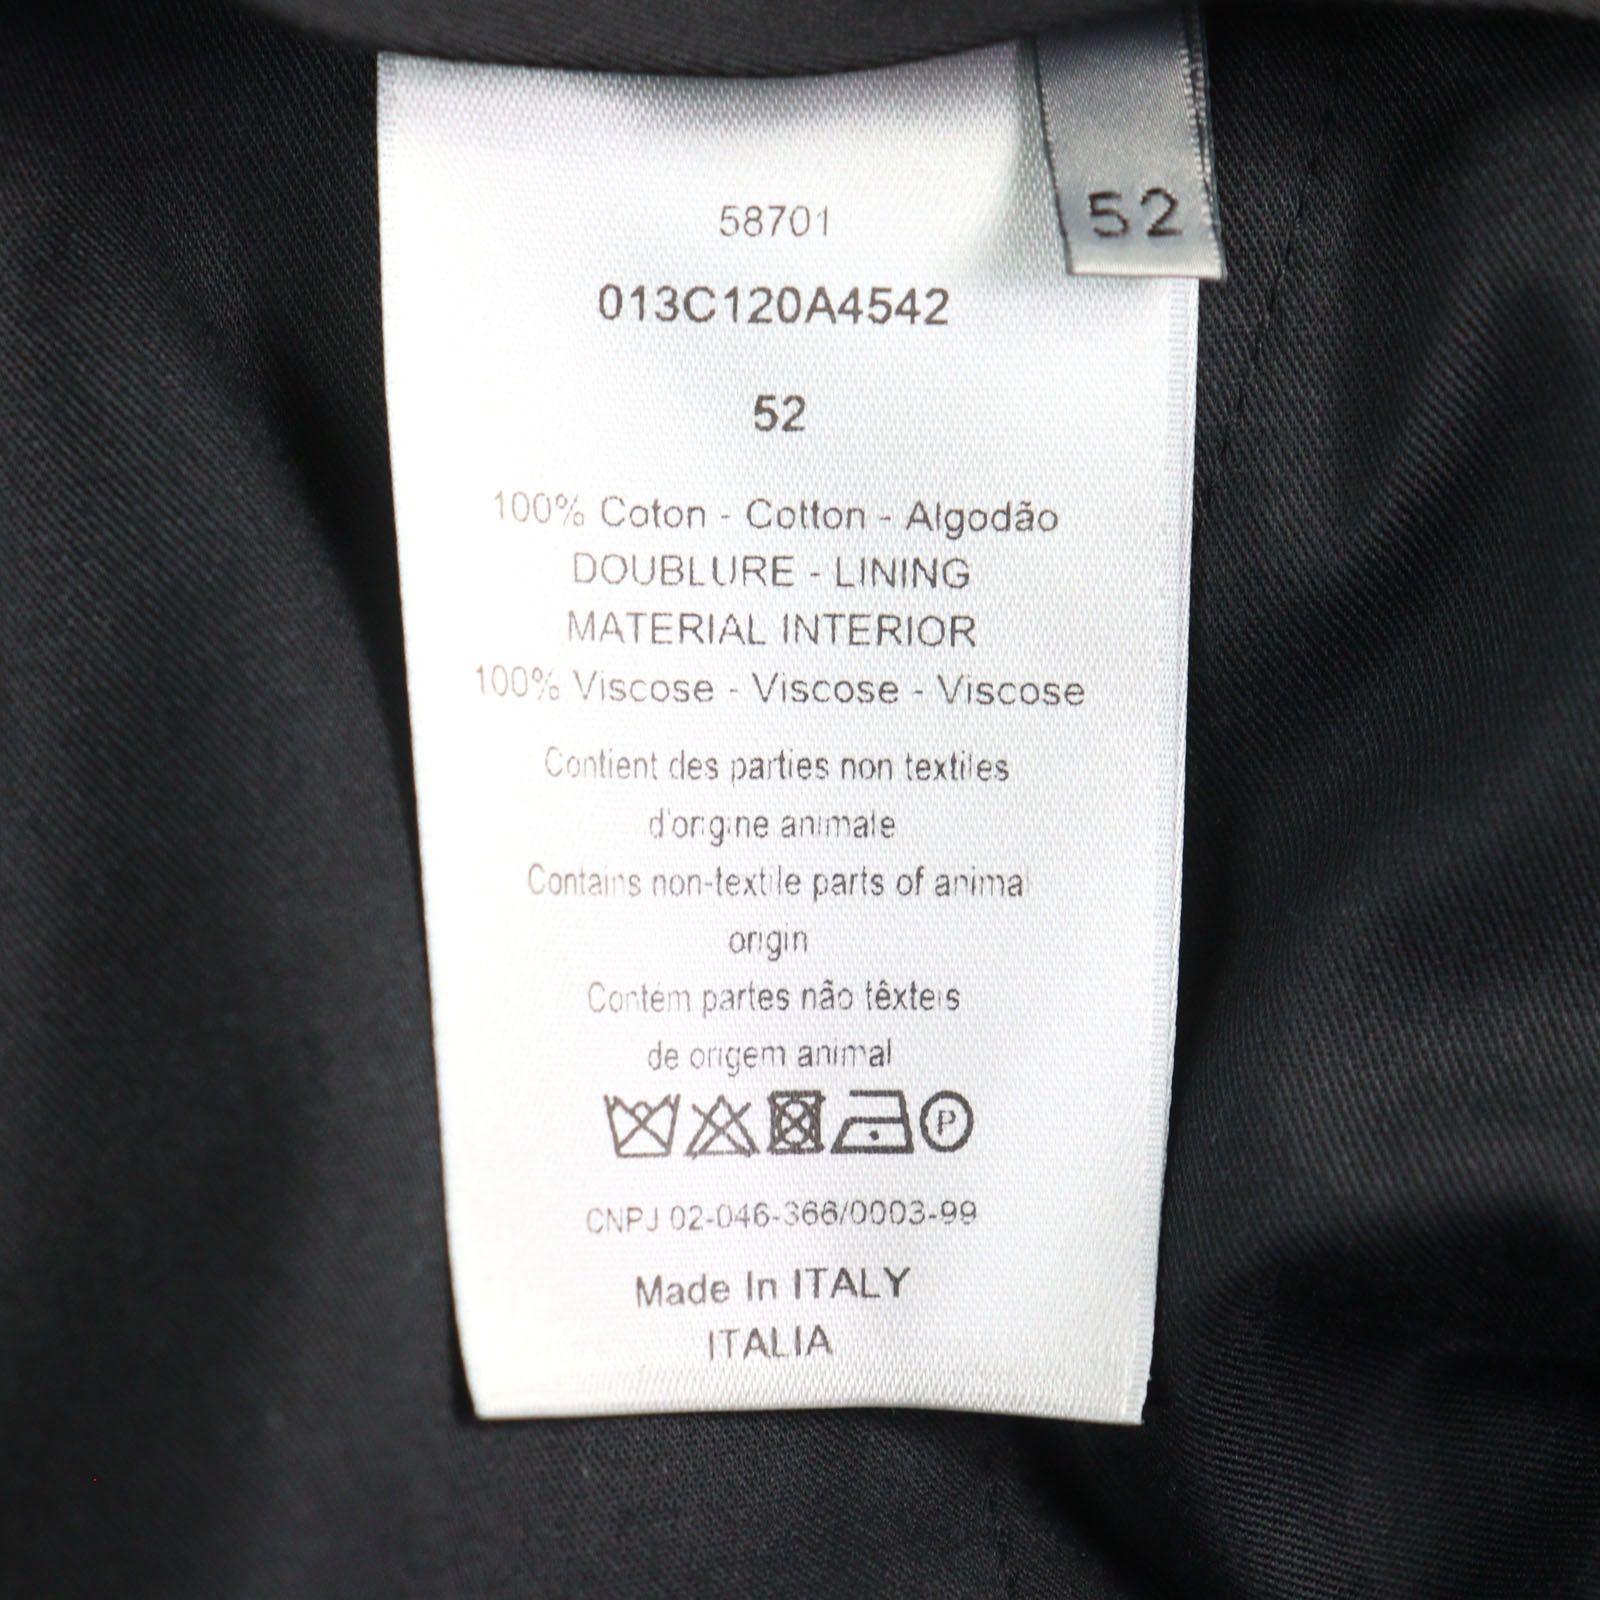 52
58701
013C120A4542
52
100% Coton - Cotton - Algodão
DOUBLURE - LINING
MATERIAL INTERIOR
100% Viscose - Viscose - Viscose
Contient des parties non textiles
d'origine animale
Contains non-textile parts of animal
origin
Contém partes não têxteis
de origem animal
P
CNPJ 02-046-366/0003-99
Made In ITALY
ITALIA